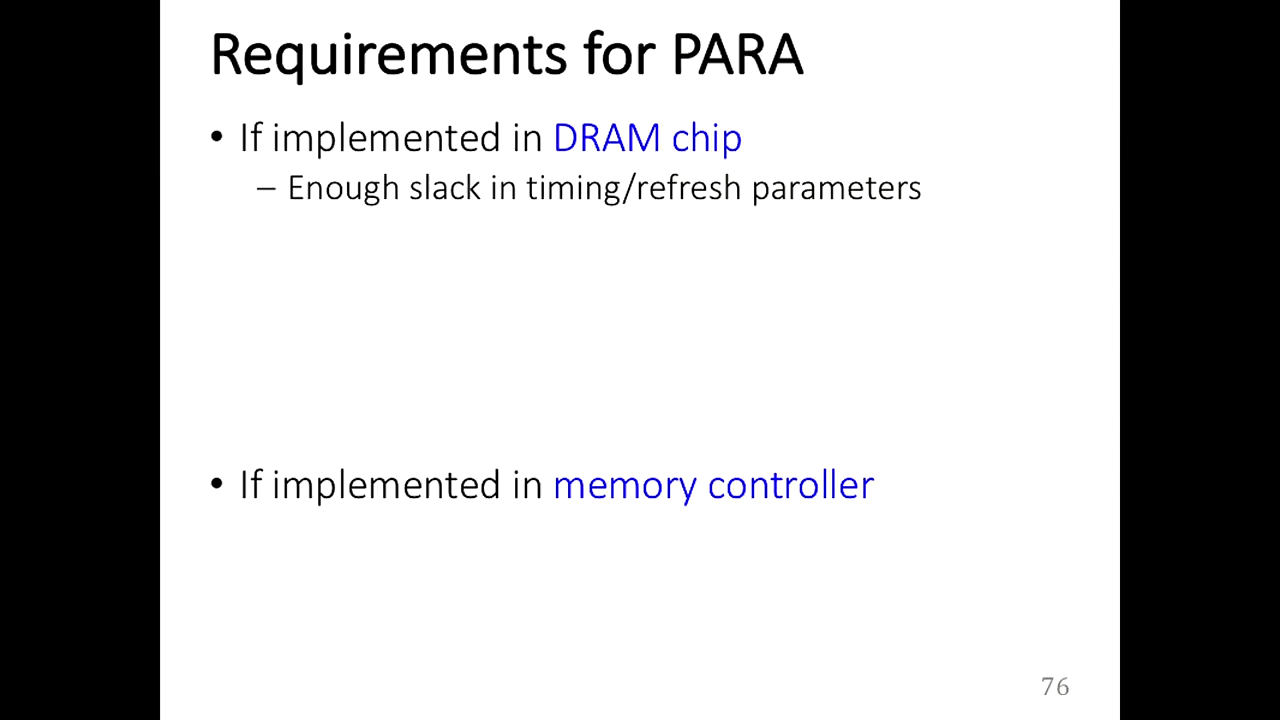 Requirements for PARA
• If implemented in DRAM chip
– Enough slack in timing/refresh parameters
• If implemented in memory controller
76